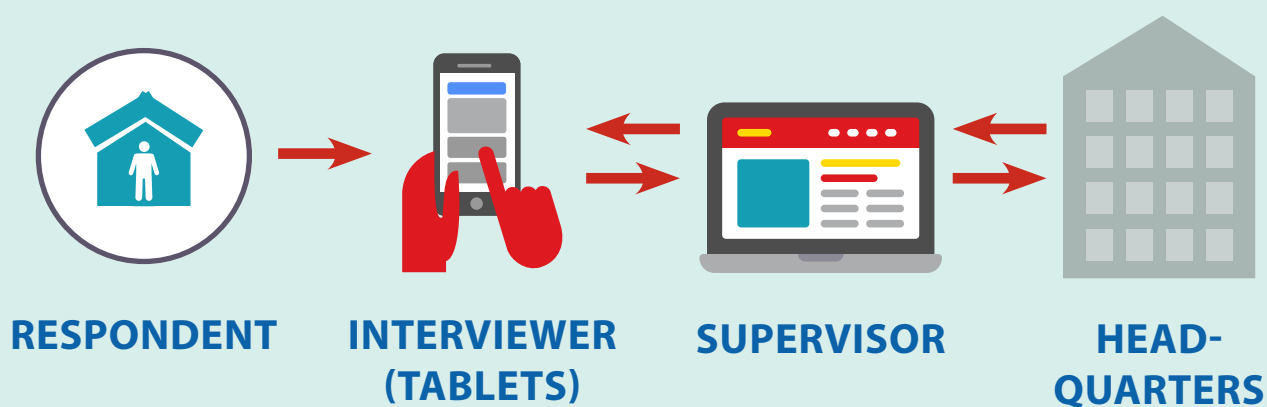 RESPONDENT
INTERVIEWER
(TABLETS)
SUPERVISOR
HEAD-
QUARTERS